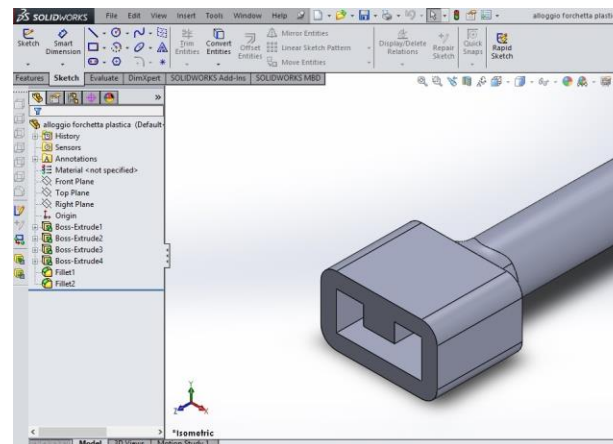 SOLIDWORKS File Edit View Insert Tools Window Help alloggio forchetta plastic
Sketch Smart Dimension Trim Entities Convert Entities Offset Entities Mirror Entities Linear Sketch Pattern Move Entities Display/Delete Relations Repair Sketch Quick Snaps Rapid Sketch
Features Sketch Evaluate DimXpert SOLIDWORKS Add-Ins SOLIDWORKS MBD
alloggio forchetta plastica (Default-
History
Sensors
Annotations
Material <not specified>
Front Plane
Top Plane
Right Plane
Origin
Boss-Extrude1
Boss-Extrude2
Boss-Extrude3
Boss-Extrude4
Fillet1
Fillet2
Y
Z X
*Isometric
Model 3D Views Motion Study 1